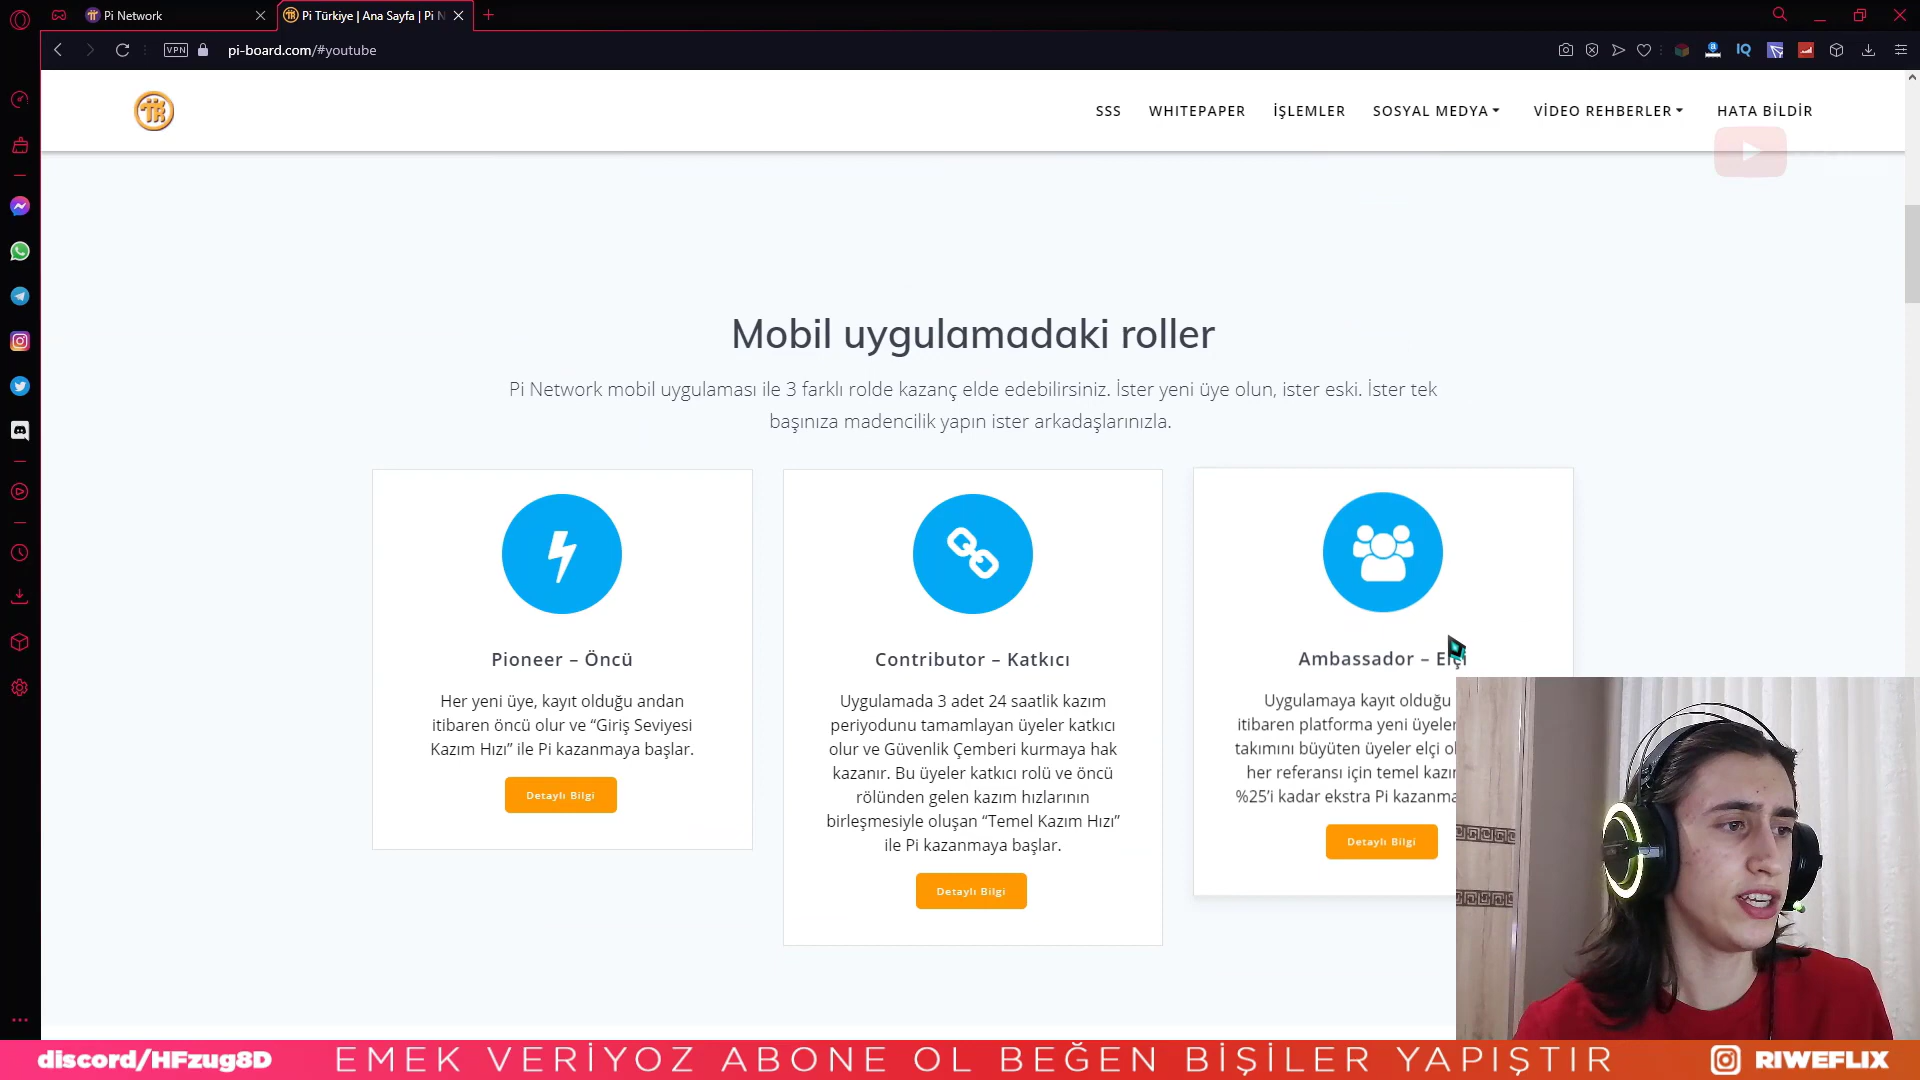 Pi Network
Pi Türkiye | Ana Sayfa | Pi N
VPN
pi-board.com/#youtube
IQ
SSS
WHITEPAPER
İŞLEMLER
SOSYAL MEDYA
VİDEO REHBERLER
HATA BİLDİR
Mobil uygulamadaki roller
Pi Network mobil uygulaması ile 3 farklı rolde kazanç elde edebilirsiniz. İster yeni üye olun, ister eski. İster tek
başınıza madencilik yapın ister arkadaşlarınızla.
Pioneer – Öncü
Her yeni üye, kayıt olduğu andan
itibaren öncü olur ve “Giriş Seviyesi
Kazım Hızı” ile Pi kazanmaya başlar.
Detaylı Bilgi
Contributor – Katkıcı
Uygulamada 3 adet 24 saatlik kazım
periyodunu tamamlayan üyeler katkıcı
olur ve Güvenlik Çemberi kurmaya hak
kazanır. Bu üyeler katkıcı rolü ve öncü
rölünden gelen kazım hızlarının
birleşmesiyle oluşan “Temel Kazım Hızı”
ile Pi kazanmaya başlar.
Detaylı Bilgi
Ambassador – Elçi
Uygulamaya kayıt olduğu
itibaren platforma yeni üyeler
takımını büyüten üyeler elçi ol
her referansı için temel kazı
%25’i kadar ekstra Pi kazanma
Detaylı Bilgi
discord/HFzug8D
EMEK VERİYOZ ABONE OL BEĞEN BİŞİLER YAPIŞTIR
RIWEFLIX